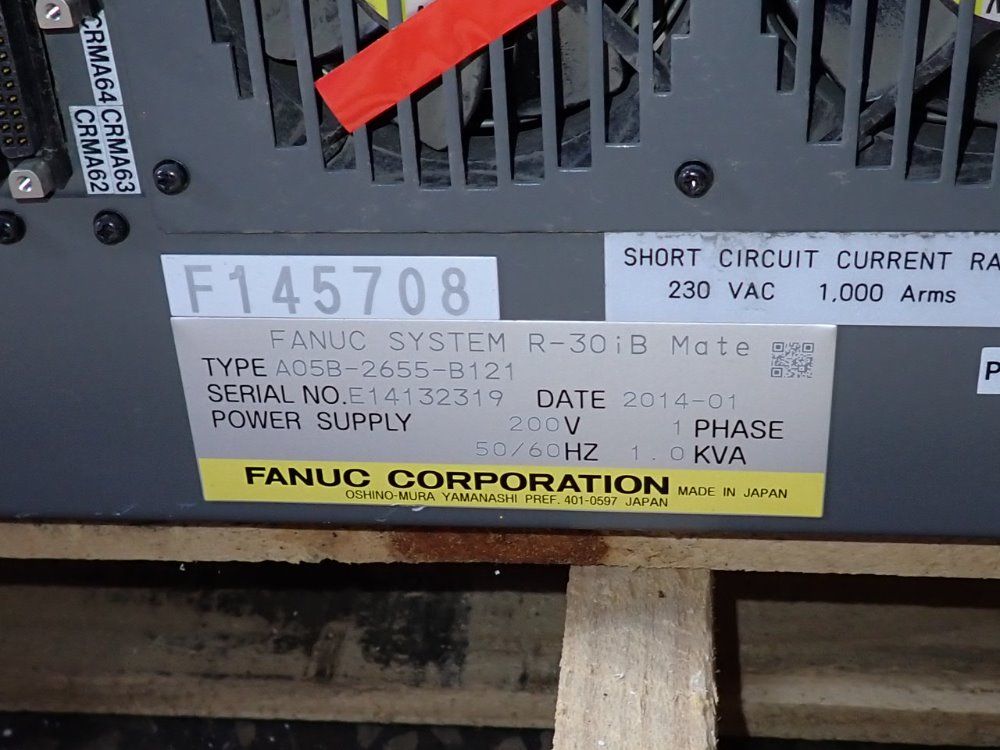 CRMA64
CRMA63
CRMA62
F145708
SHORT CIRCUIT CURRENT RA
230 VAC 1,000 Arms
FANUC SYSTEM R-30iB Mate
TYPE A05B-2655-B121
SERIAL NO. E14132319 DATE 2014-01
POWER SUPPLY 200V 1 PHASE
50/60HZ 1.0 KVA
FANUC CORPORATION MADE IN JAPAN
OSHINO-MURA YAMANASHI PREF. 401-0597 JAPAN
P